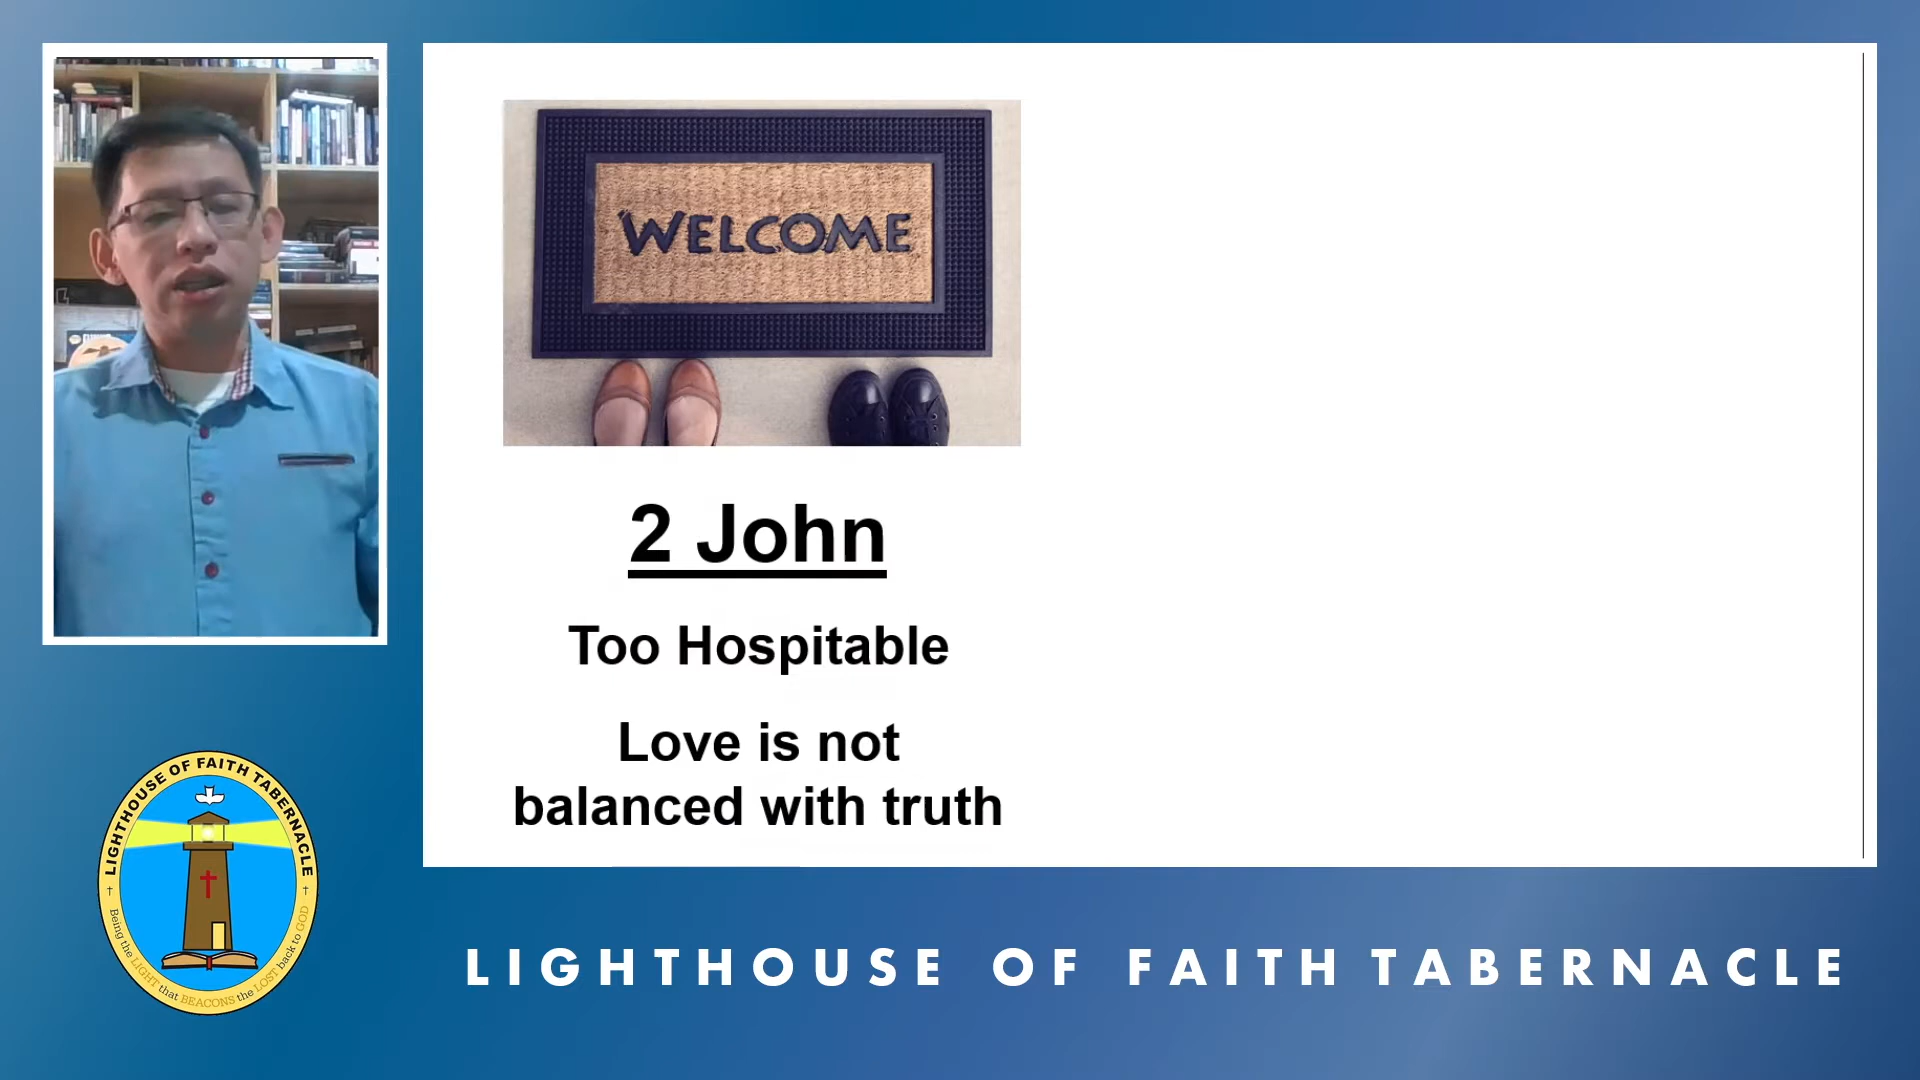 WELCOME
2 John
Too Hospitable
Love is not
balanced with truth
LIGHTHOUSE OF FAITH TABERNACLE
Being the LIGHT that BEACONS the LOST back to GOD
LIGHTHOUSE OF FAITH TABERNACLE